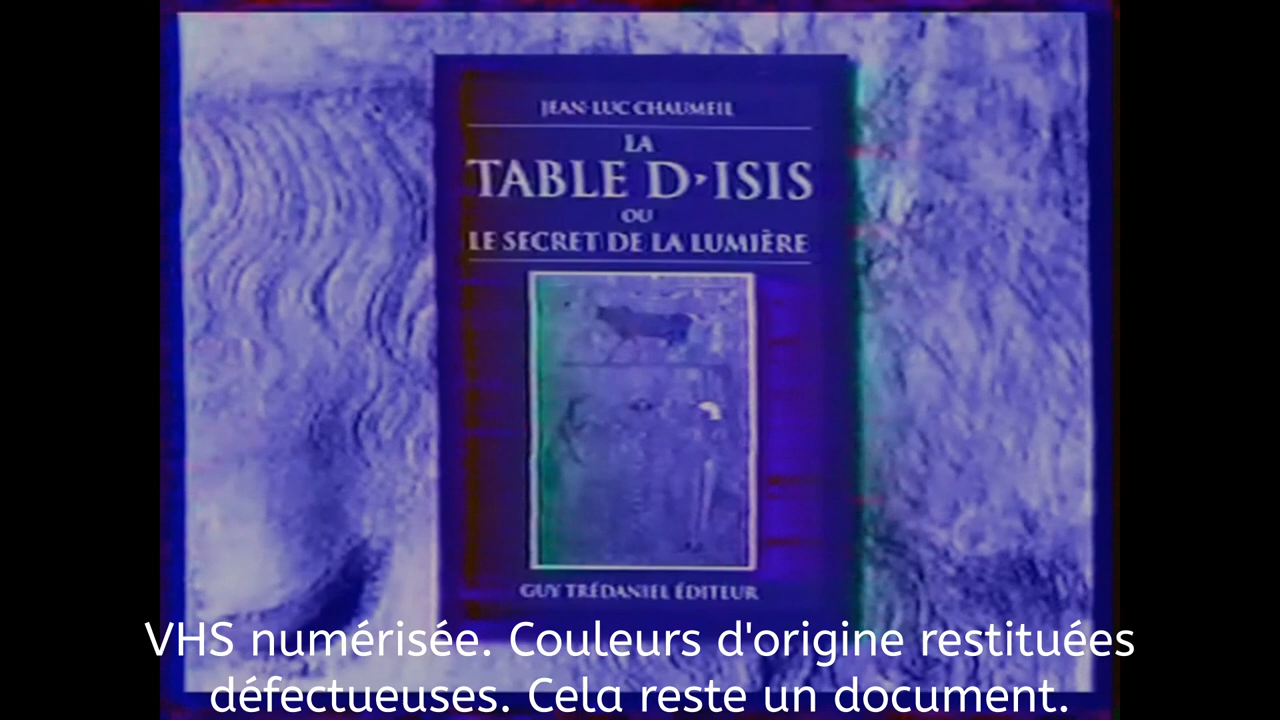 JEAN-LUC CHAUMEIL
LA
TABLE D'ISIS
OU
LE SECRET DE LA LUMIÈRE
GUY TRÉDANIEL ÉDITEUR
VHS numérisée. Couleurs d'origine restituées
défectueuses. Cela reste un document.